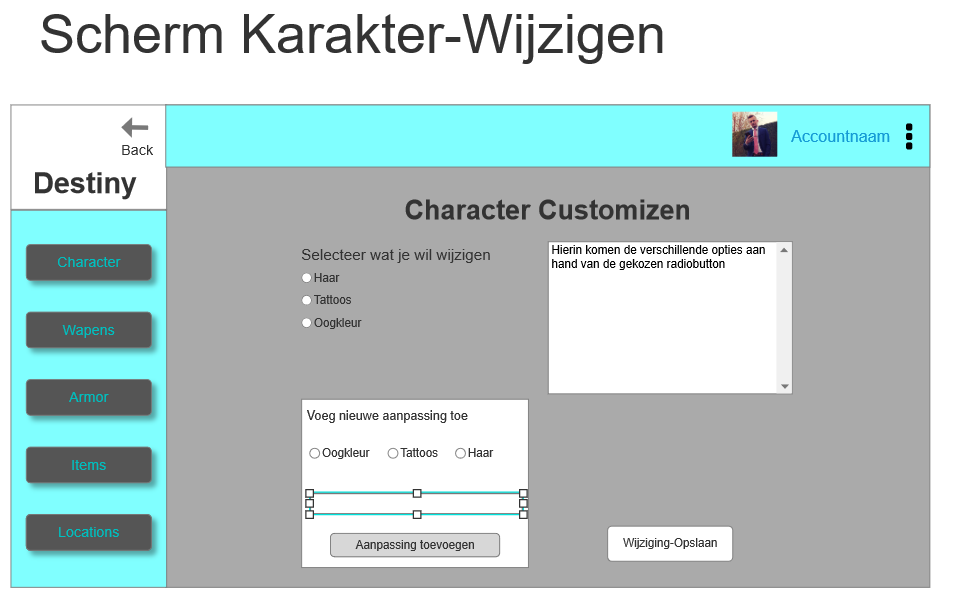 Scherm Karakter-Wijzigen
Back
Destiny
Accountnaam
Character
Wapens
Armor
Items
Locations
Character Customizen
Selecteer wat je wil wijzigen
Haar
Tattoos
Oogkleur
Hierin komen de verschillende opties aan
hand van de gekozen radiobutton
Voeg nieuwe aanpassing toe
Oogkleur Tattoos Haar
Aanpassing toevoegen
Wijziging-Opslaan